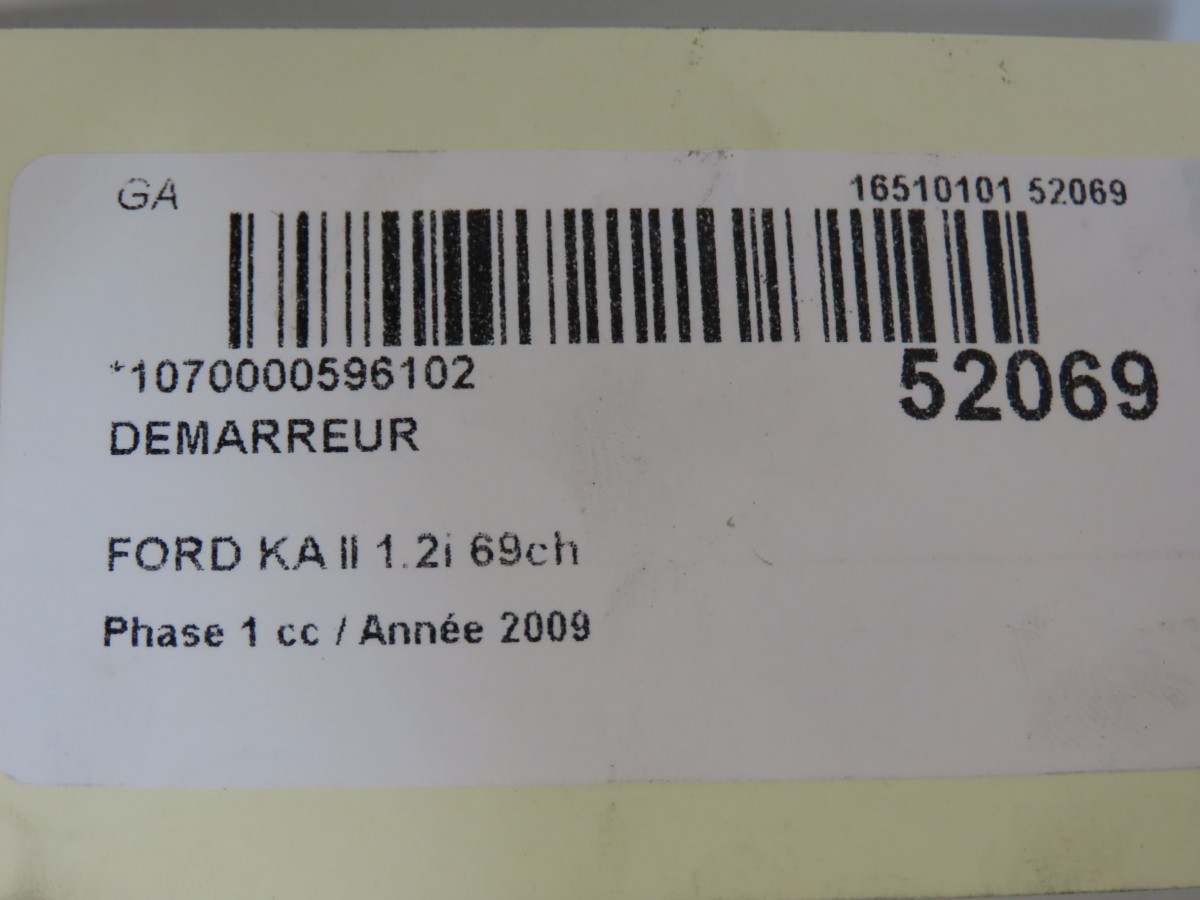 GA
16510101 52069
*1070000596102
52069
DEMARREUR
FORD KA II 1.2i 69ch
Phase 1 cc / Année 2009